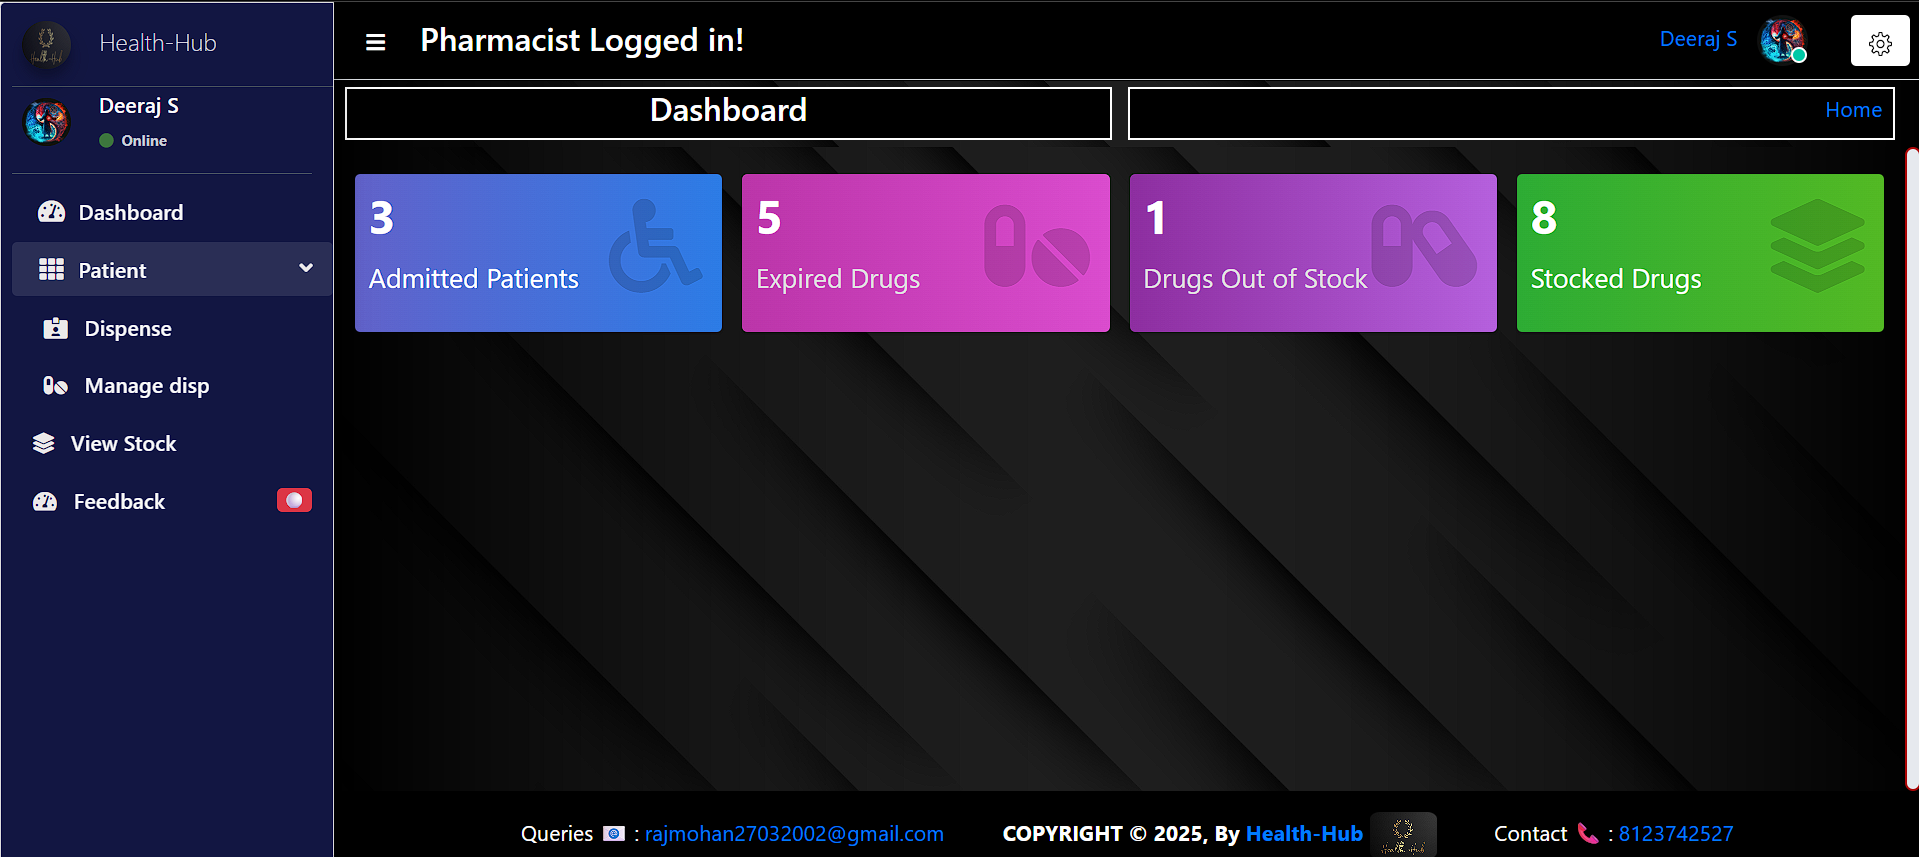 Health-Hub
Deeraj S
Online
Dashboard
Patient
Dispense
Manage disp
View Stock
Feedback
Pharmacist Logged in!
Deeraj S
Dashboard
Home
3
Admitted Patients
5
Expired Drugs
1
Drugs Out of Stock
8
Stocked Drugs
Queries : rajmohan27032002@gmail.com
COPYRIGHT © 2025, By Health-Hub
Contact : 8123742527